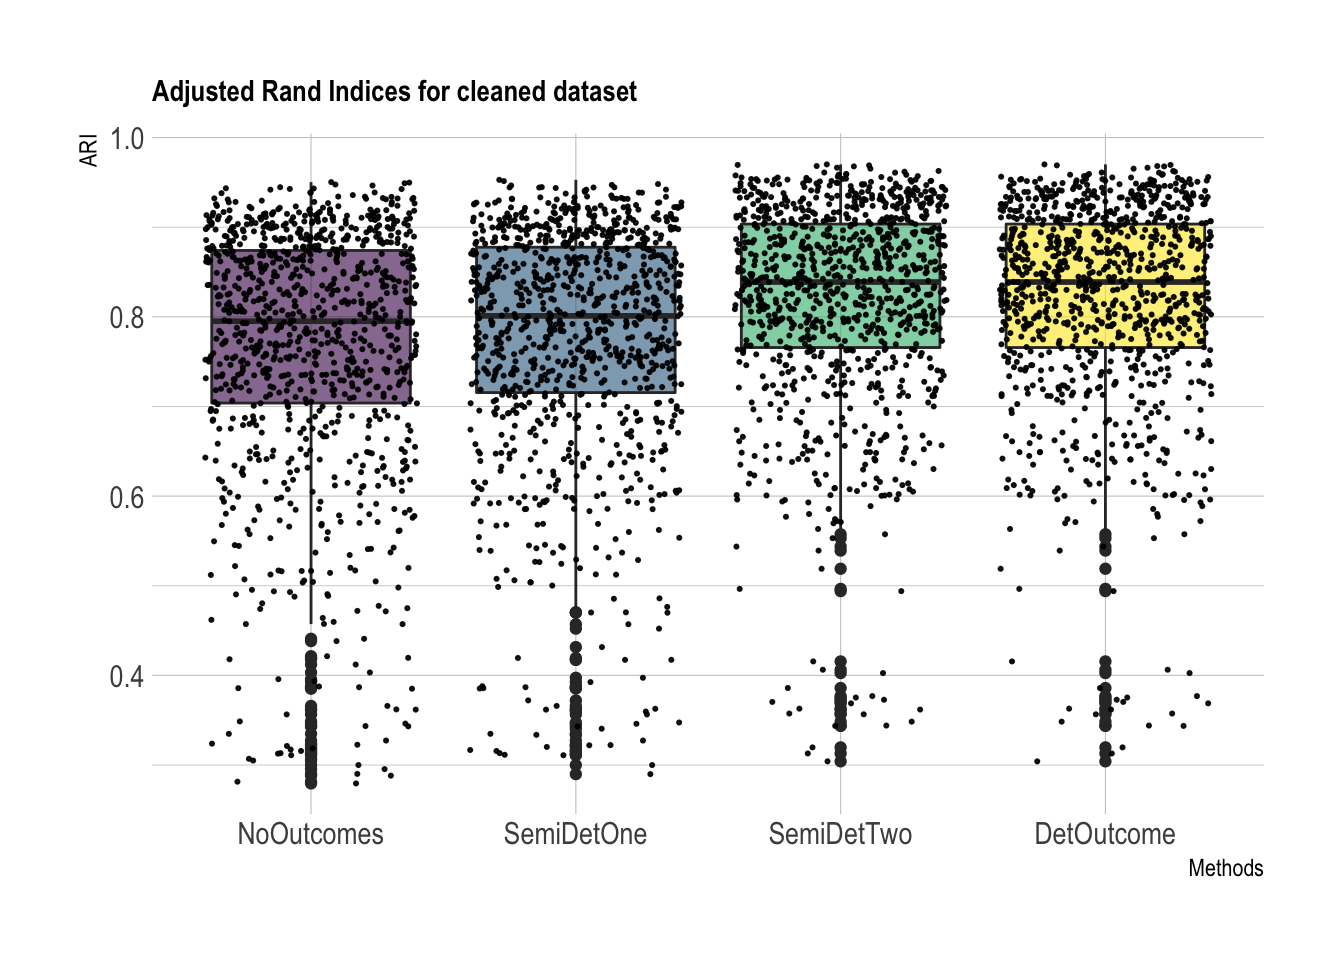 Adjusted Rand Indices for cleaned dataset
ARI
1.0
0.8
0.6
0.4
NoOutcomes
SemiDetOne
SemiDetTwo
DetOutcome
Methods